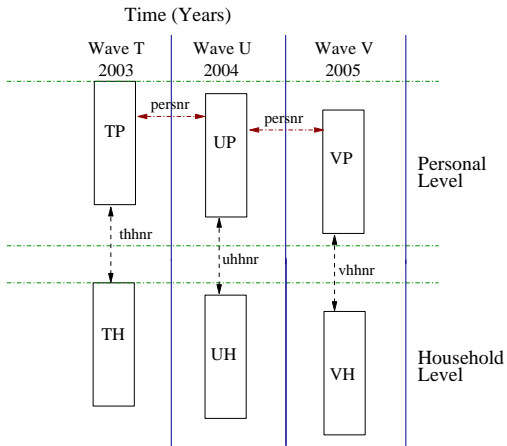 Time (Years)
Wave T
2003
Wave U
2004
Wave V
2005
persnr
persnr
TP
UP
VP
Personal
Level
thhnr
uhhnr
vhhnr
TH
UH
VH
Household
Level